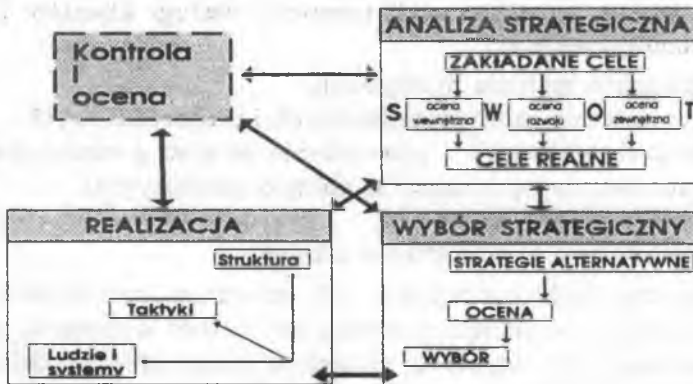 Kontrola
i
ocena
ANALIZA STRATEGICZNA
ZAKŁADANE CELE
S ocena wewnętrzna W ocena rozwoju O ocena zewnętrzna T
CELE REALNE
REALIZACJA
Struktura
Taktyki
Ludzie i
systemy
WYBÓR STRATEGICZNY
STRATEGIE ALTERNATYWNE
OCENA
WYBÓR